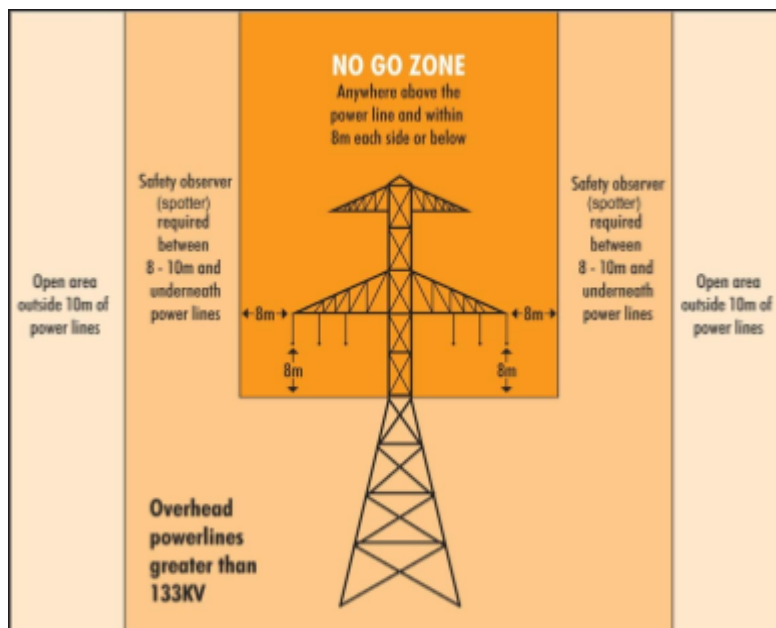 NO GO ZONE
Anywhere above the
power line and within
8m each side or below
Safety observer
(spotter)
required
between
8 - 10m and
underneath
power lines
Safety observer
(spotter)
required
between
8 - 10m and
underneath
power lines
Open area
outside 10m of
power lines
Open area
outside 10m of
power lines
8m
8m
8m
8m
Overhead
powerlines
greater than
133KV